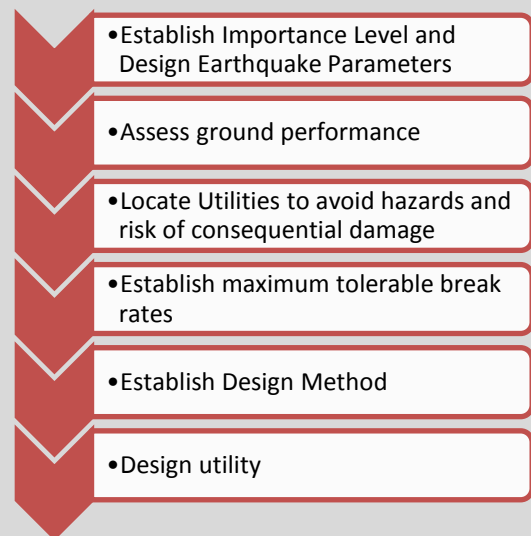 •Establish Importance Level and
Design Earthquake Parameters
•Assess ground performance
•Locate Utilities to avoid hazards and
risk of consequential damage
•Establish maximum tolerable break
rates
•Establish Design Method
•Design utility